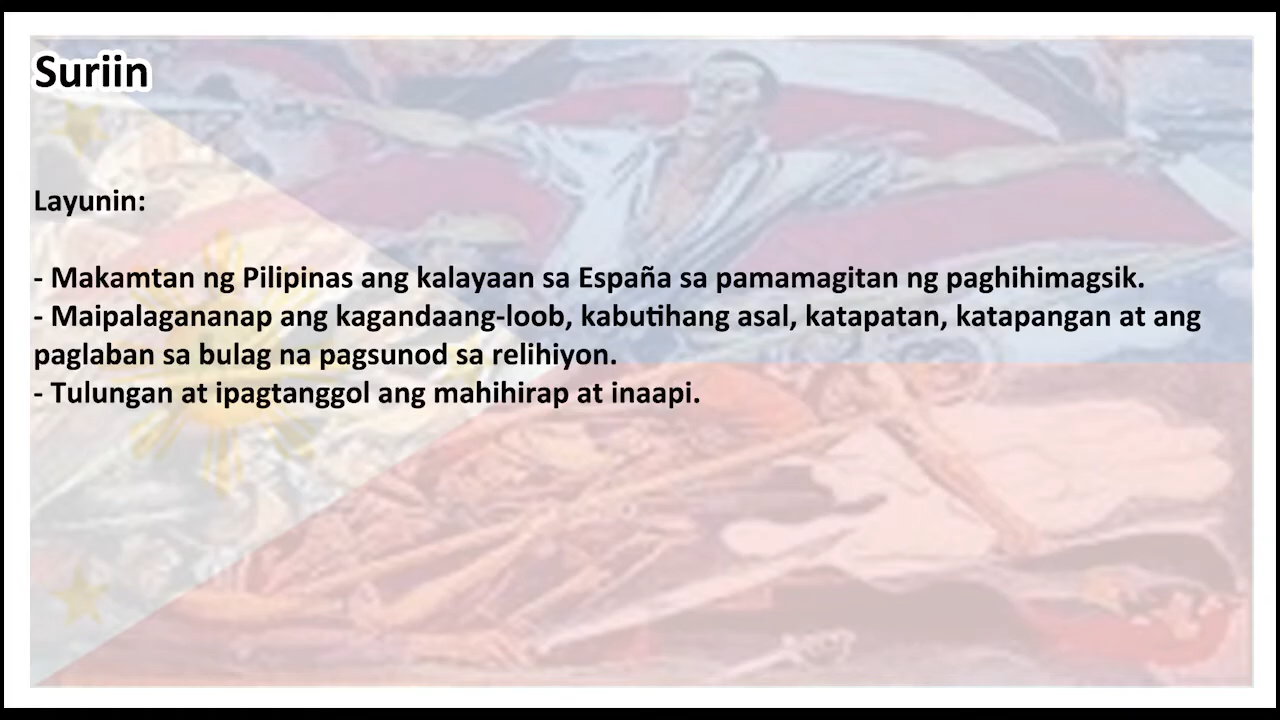 Suriin
Layunin:
- Makamtan ng Pilipinas ang kalayaan sa España sa pamamagitan ng paghihimagsik.
- Maipalagananap ang kagandaang-loob, kabutihang asal, katapatan, katapangan at ang
paglaban sa bulag na pagsunod sa relihiyon.
- Tulungan at ipagtanggol ang mahihirap at inaapi.